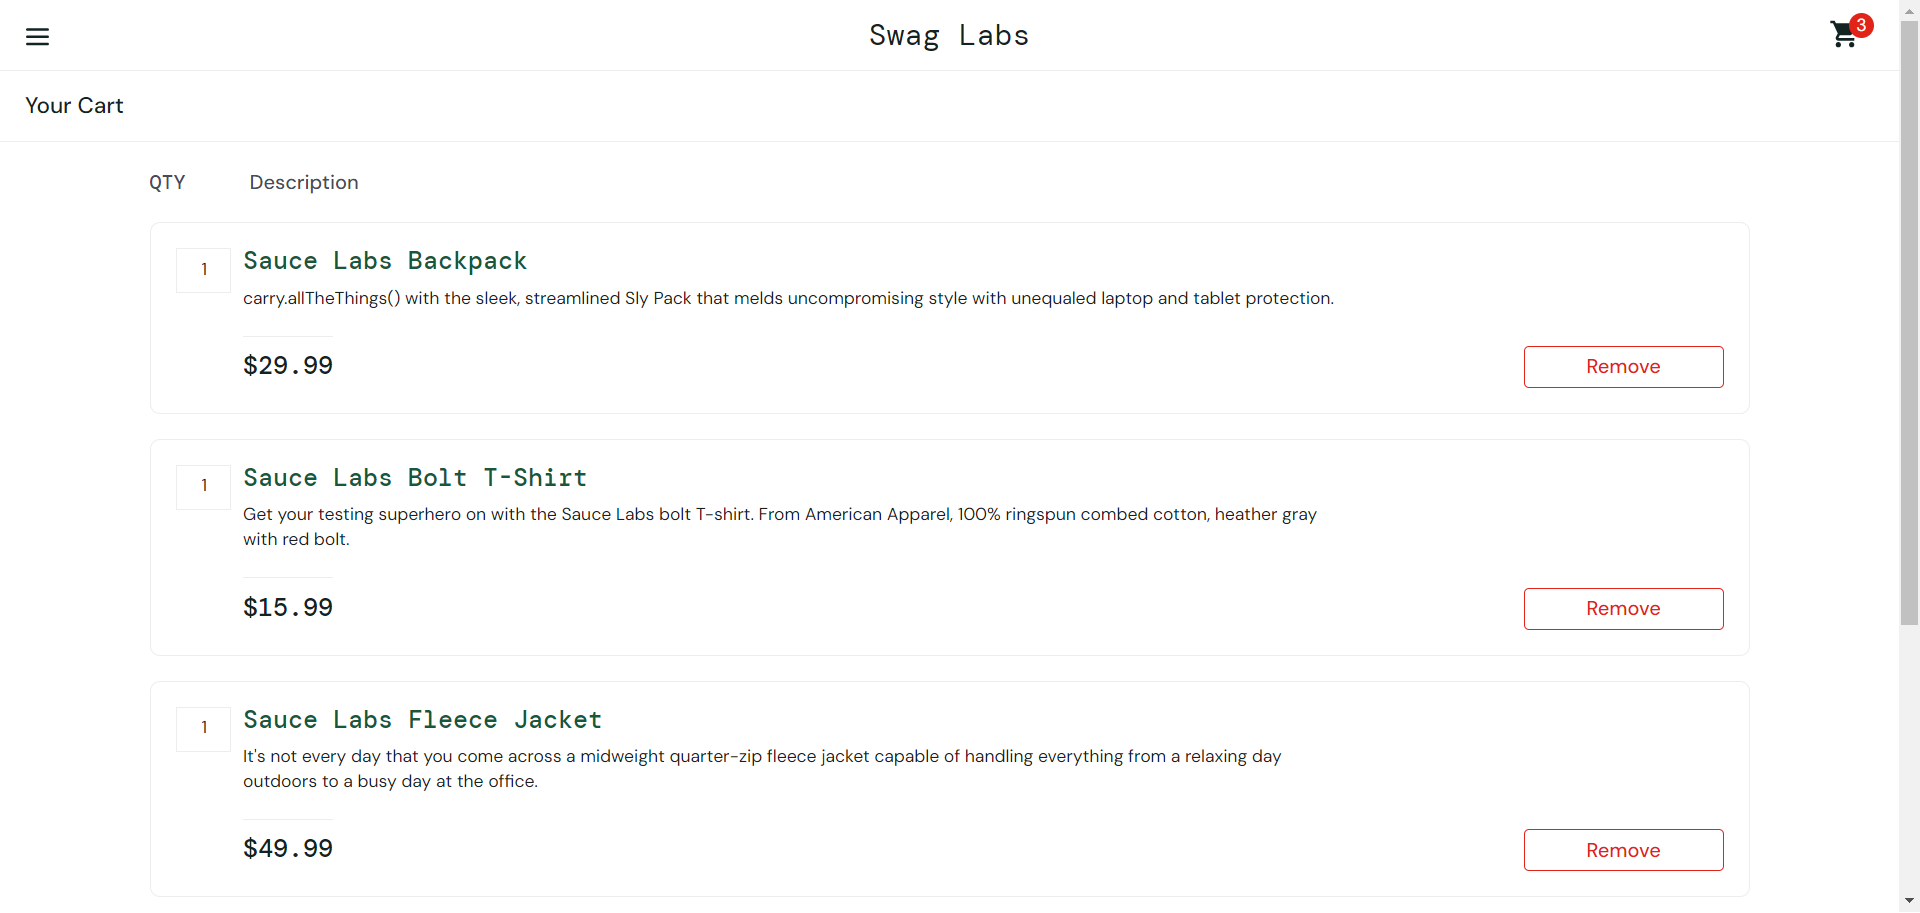 Swag Labs
3
Your Cart
QTY
Description
1
Sauce Labs Backpack
carry.allTheThings() with the sleek, streamlined Sly Pack that melds uncompromising style with unequaled laptop and tablet protection.
$29.99
Remove
1
Sauce Labs Bolt T-Shirt
Get your testing superhero on with the Sauce Labs bolt T-shirt. From American Apparel, 100% ringspun combed cotton, heather gray
with red bolt.
$15.99
Remove
1
Sauce Labs Fleece Jacket
It's not every day that you come across a midweight quarter-zip fleece jacket capable of handling everything from a relaxing day
outdoors to a busy day at the office.
$49.99
Remove